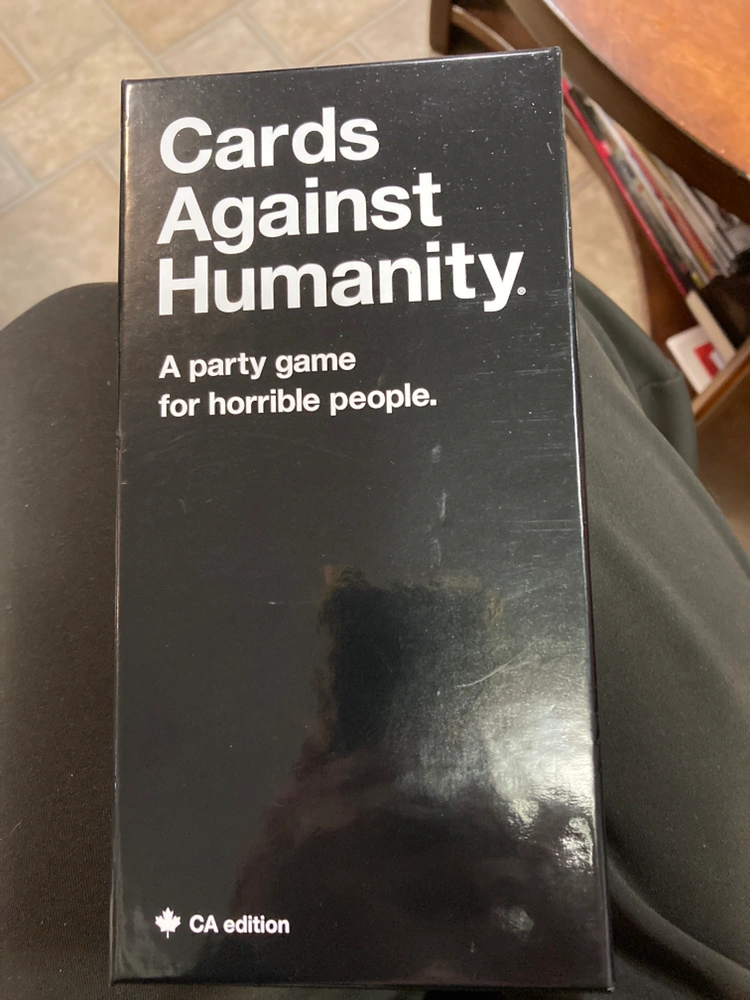 Cards
Against
Humanity®
A party game
for horrible people.
CA edition